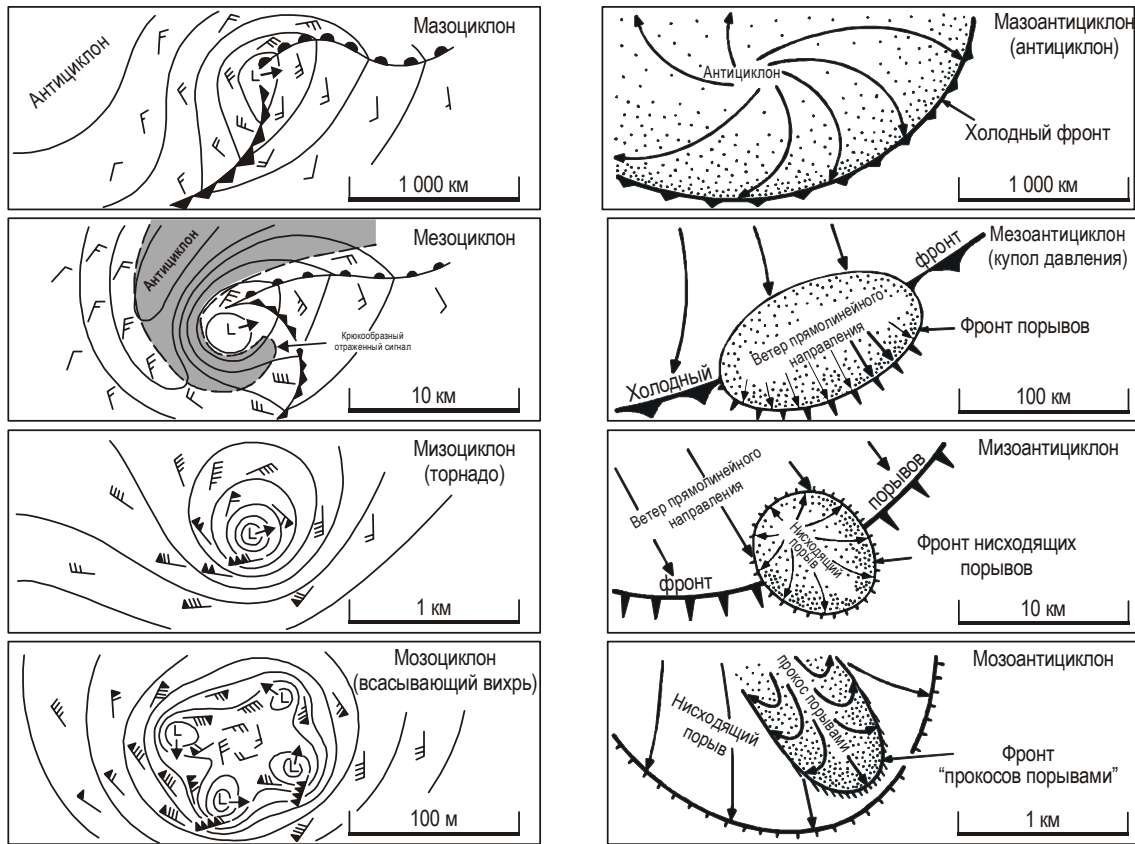 Мазоциклон
Антициклон
L
1 000 км
Мезоциклон
Антициклон
L
Крюкообразный
отраженный сигнал
10 км
Мизоциклон
(торнадо)
L
1 км
Мозоциклон
(всасывающий вихрь)
L
L
L
L
100 м
Мазоантициклон
(антициклон)
Антициклон
Холодный фронт
1 000 км
Мезоантициклон
(купол давления)
фронт
Фронт порывов
Ветер прямолинейного
направления
Холодный
100 км
Мизоантициклон
порывов
Ветер прямолинейного
направления
Нисходящий
порыв
Фронт нисходящих
порывов
фронт
10 км
Мозоантициклон
прокос порывами
Нисходящий
порыв
Фронт
“прокосов порывами”
1 км